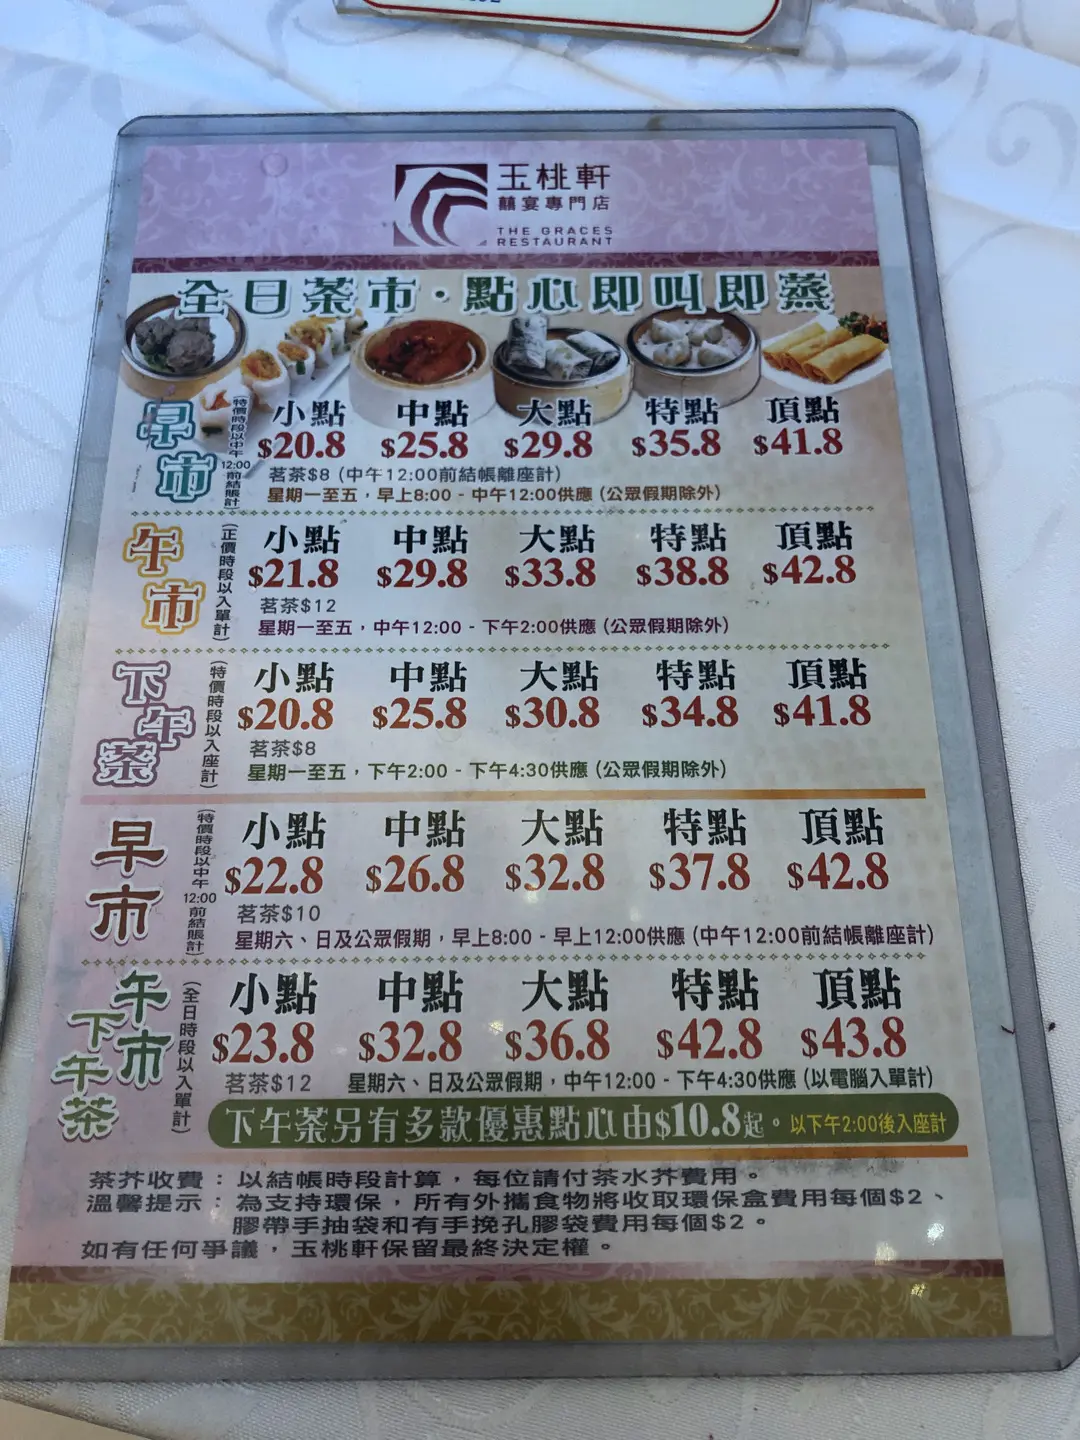 玉桃軒
囍宴專門店
THE GRACES
RESTAURANT
全日茶市·點心即叫即蒸
早市
(特價時段以中午12:00前結賬計)
小點 中點 大點 特點 頂點
$20.8 $25.8 $29.8 $35.8 $41.8
茗茶$8 (中午12:00前結帳離座計)
星期一至五，早上8:00 - 中午12:00供應 (公眾假期除外)
午市
(正價時段以入單計)
小點 中點 大點 特點 頂點
$21.8 $29.8 $33.8 $38.8 $42.8
茗茶$12
星期一至五，中午12:00 - 下午2:00供應 (公眾假期除外)
下午茶
(特價時段以入座計)
小點 中點 大點 特點 頂點
$20.8 $25.8 $30.8 $34.8 $41.8
茗茶$8
星期一至五，下午2:00 - 下午4:30供應 (公眾假期除外)
早市
(特價時段以中午12:00前結賬計)
小點 中點 大點 特點 頂點
$22.8 $26.8 $32.8 $37.8 $42.8
茗茶$10
星期六、日及公眾假期，早上8:00 - 早上12:00供應 (中午12:00前結帳離座計)
午市
下午茶
(全日時段以入單計)
小點 中點 大點 特點 頂點
$23.8 $32.8 $36.8 $42.8 $43.8
茗茶$12 星期六、日及公眾假期，中午12:00 - 下午4:30供應 (以電腦入單計)
下午茶另有多款優惠點心由$10.8起。以下午2:00後入座計
茶芥收費：以結帳時段計算，每位請付茶水芥費用。
溫馨提示：為支持環保，所有外攜食物將收取環保盒費用每個$2、
膠帶手抽袋和有手挽孔膠袋費用每個$2。
如有任何爭議，玉桃軒保留最終決定權。